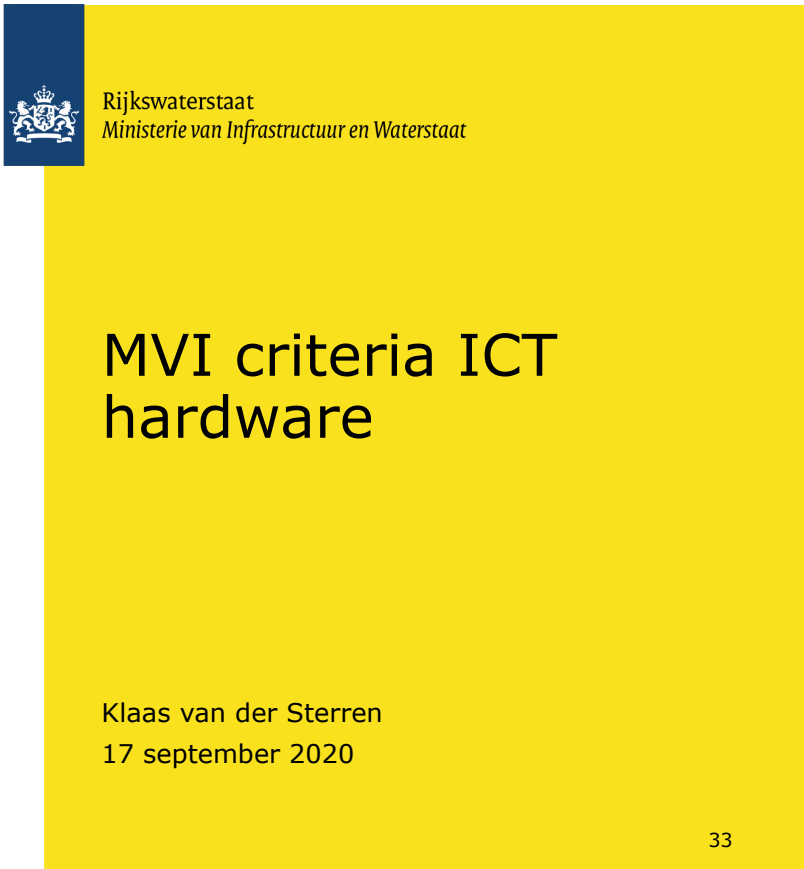 Rijkswaterstaat
Ministerie van Infrastructuur en Waterstaat
MVI criteria ICT
hardware
Klaas van der Sterren
17 september 2020
33